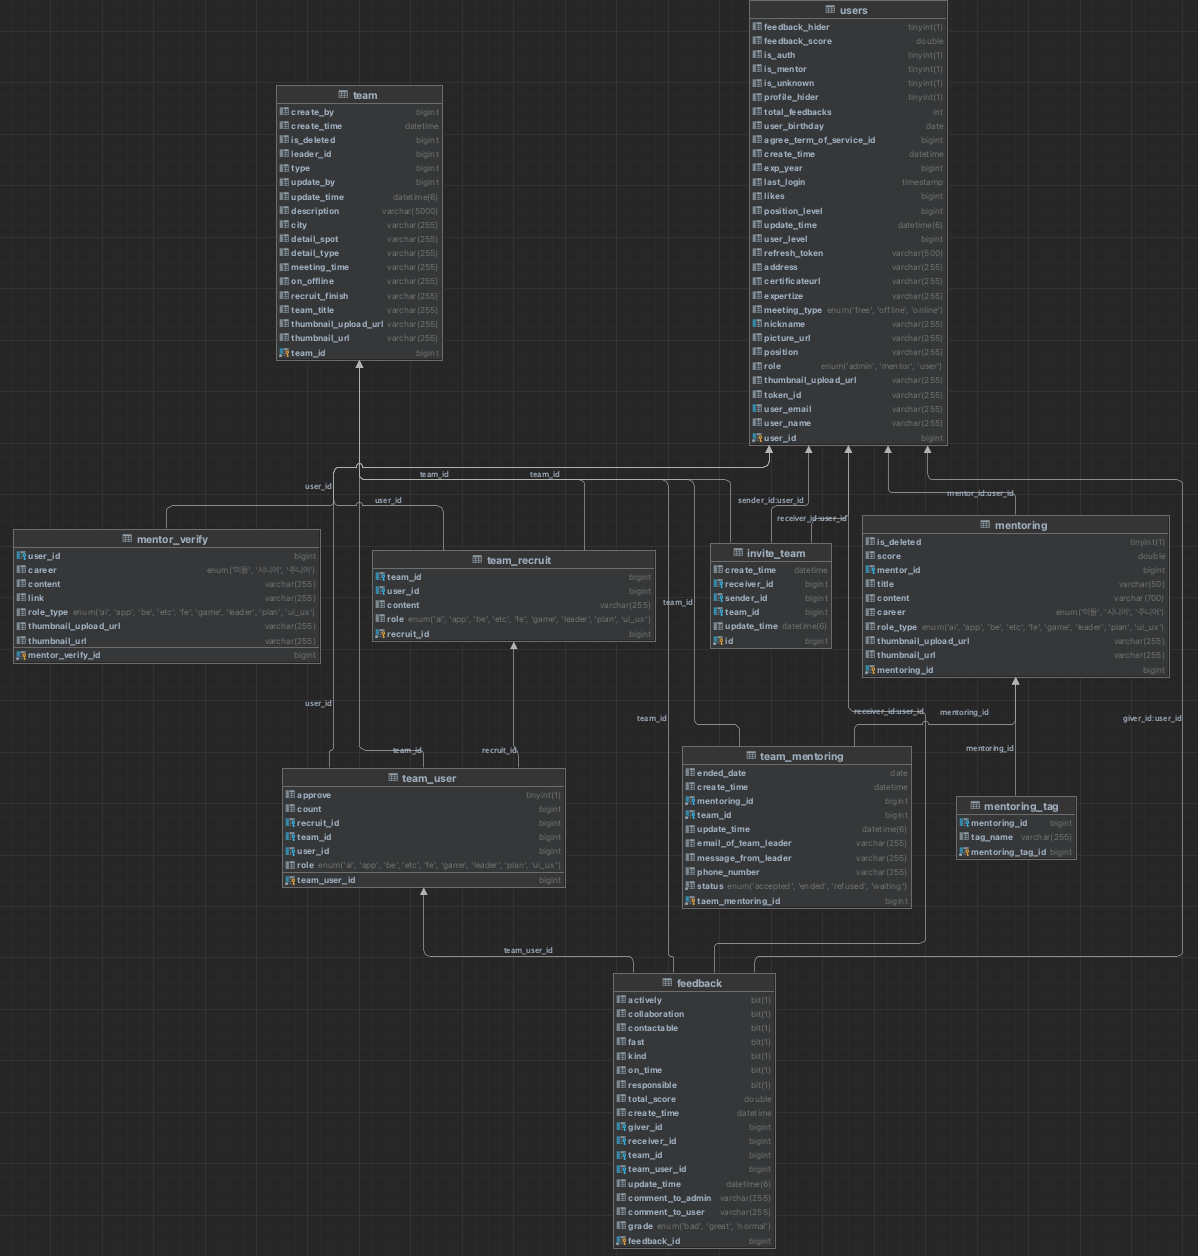 users
feedback_hider tinyint(1)
feedback_score double
is_auth tinyint(1)
is_mentor tinyint(1)
is_unknown tinyint(1)
profile_hider tinyint(1)
total_feedbacks int
user_birthday date
agree_term_of_service_id bigint
create_time datetime
exp_year bigint
last_login timestamp
likes bigint
position_level bigint
update_time datetime(6)
user_level bigint
refresh_token varchar(500)
address varchar(255)
certificateurl varchar(255)
expertize varchar(255)
meeting_type enum('free', 'offline', 'online')
nickname varchar(255)
picture_url varchar(255)
position varchar(255)
role enum('admin', 'mentor', 'user')
thumbnail_upload_url varchar(255)
token_id varchar(255)
user_email varchar(255)
user_name varchar(255)
user_id bigint
team
create_by bigint
create_time datetime
is_deleted bigint
leader_id bigint
type bigint
update_by bigint
update_time datetime(6)
description varchar(5000)
city varchar(255)
detail_spot varchar(255)
detail_type varchar(255)
meeting_time varchar(255)
on_offline varchar(255)
recruit_finish varchar(255)
team_title varchar(255)
thumbnail_upload_url varchar(255)
thumbnail_url varchar(255)
team_id bigint
team_id
team_id
user_id
user_id
sender_id:user_id
receiver_id:user_id
mentor_id:user_id
mentor_verify
user_id bigint
career enum('미들', '시니어', '주니어')
content varchar(255)
link varchar(255)
role_type enum('ai', 'app', 'be', 'etc', 'fe', 'game', 'leader', 'plan', 'ui_ux')
thumbnail_upload_url varchar(255)
thumbnail_url varchar(255)
mentor_verify_id bigint
team_recruit
team_id bigint
user_id bigint
content varchar(255)
role enum('ai', 'app', 'be', 'etc', 'fe', 'game', 'leader', 'plan', 'ui_ux')
recruit_id bigint
invite_team
create_time datetime
receiver_id bigint
sender_id bigint
team_id bigint
update_time datetime(6)
id bigint
mentoring
is_deleted tinyint(1)
score double
mentor_id bigint
title varchar(50)
content varchar(700)
career enum('미들', '시니어', '주니어')
role_type enum('ai', 'app', 'be', 'etc', 'fe', 'game', 'leader', 'plan', 'ui_ux')
thumbnail_upload_url varchar(255)
thumbnail_url varchar(255)
mentoring_id bigint
team_id
user_id
team_id
receiver_id:user_id
mentoring_id
giver_id:user_id
team_id
recruit_id
mentoring_id
team_user
approve tinyint(1)
count bigint
recruit_id bigint
team_id bigint
user_id bigint
role enum('ai', 'app', 'be', 'etc', 'fe', 'game', 'leader', 'plan', 'ui_ux')
team_user_id bigint
team_mentoring
ended_date date
create_time datetime
mentoring_id bigint
team_id bigint
update_time datetime(6)
email_of_team_leader varchar(255)
message_from_leader varchar(255)
phone_number varchar(255)
status enum('accepted', 'ended', 'refused', 'waiting')
taem_mentoring_id bigint
mentoring_tag
mentoring_id bigint
tag_name varchar(255)
mentoring_tag_id bigint
team_user_id
feedback
actively bit(1)
collaboration bit(1)
contactable bit(1)
fast bit(1)
kind bit(1)
on_time bit(1)
responsible bit(1)
total_score double
create_time datetime
giver_id bigint
receiver_id bigint
team_id bigint
team_user_id bigint
update_time datetime(6)
comment_to_admin varchar(255)
comment_to_user varchar(255)
grade enum('bad', 'great', 'normal')
feedback_id bigint